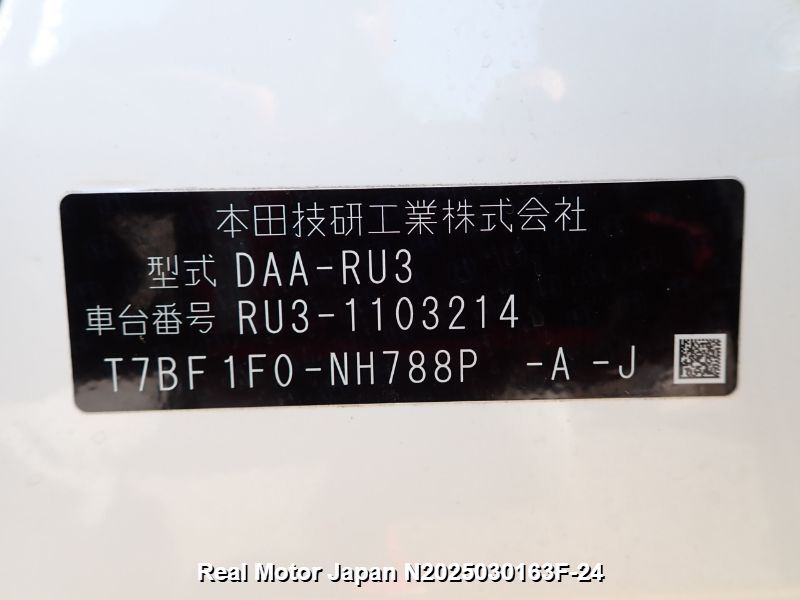 本田技研工業株式会社
型式 DAA-RU3
車台番号 RU3-1103214
T7BF1F0-NH788P -A -J
Real Motor Japan N2025030163F-24